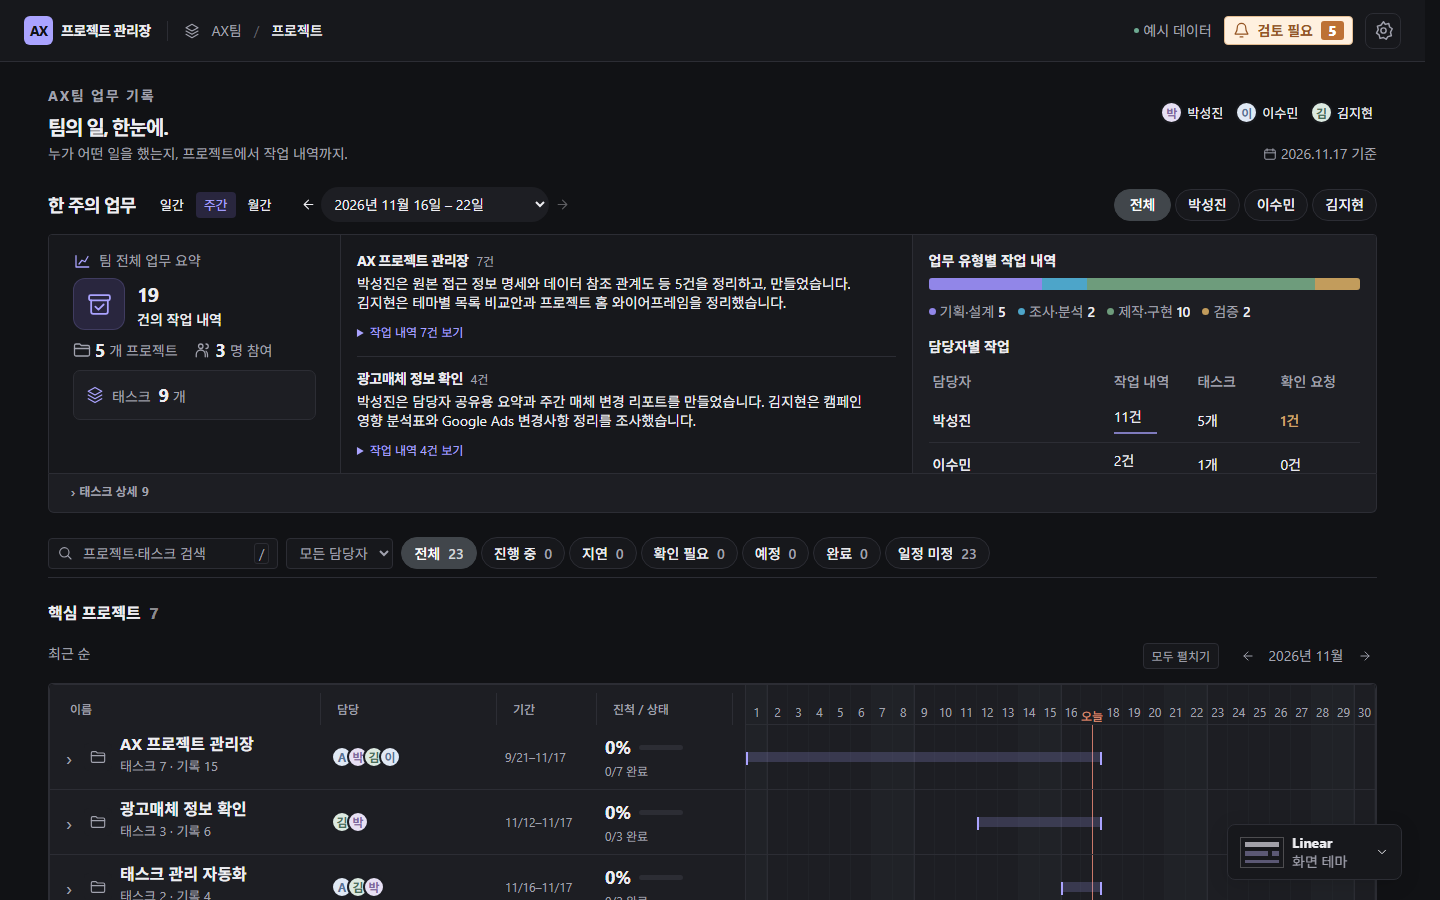 AX 프로젝트 관리장 AX팀 / 프로젝트 예시 데이터 검토 필요 5
AX팀 업무 기록
팀의 일, 한눈에.
누가 어떤 일을 했는지, 프로젝트에서 작업 내역까지.
박 박성진 이 이수민 김 김지현
2026.11.17 기준
한 주의 업무 일간 주간 월간 ← 2026년 11월 16일 – 22일 → 전체 박성진 이수민 김지현
팀 전체 업무 요약
19
건의 작업 내역
5 개 프로젝트 3 명 참여
태스크 9 개
AX 프로젝트 관리장 7건
박성진은 원본 접근 정보 명세와 데이터 참조 관계도 등 5건을 정리하고, 만들었습니다.
김지현은 테마별 목록 비교안과 프로젝트 홈 와이어프레임을 정리했습니다.
▶ 작업 내역 7건 보기
광고매체 정보 확인 4건
박성진은 담당자 공유용 요약과 주간 매체 변경 리포트를 만들었습니다. 김지현은 캠페인
영향 분석표와 Google Ads 변경사항 정리를 조사했습니다.
▶ 작업 내역 4건 보기
업무 유형별 작업 내역
기획·설계 5 조사·분석 2 제작·구현 10 검증 2
담당자별 작업
담당자 작업 내역 태스크 확인 요청
박성진 11건 5개 1건
이수민 2건 1개 0건
› 태스크 상세 9
프로젝트·태스크 검색 / 모든 담당자 전체 23 진행 중 0 지연 0 확인 필요 0 예정 0 완료 0 일정 미정 23
핵심 프로젝트 7
최근 순 모두 펼치기 ← 2026년 11월 →
이름 담당 기간 진척 / 상태 1 2 3 4 5 6 7 8 9 10 11 12 13 14 15 16 오늘 18 19 20 21 22 23 24 25 26 27 28 29 30
› AX 프로젝트 관리장 A 박 김 이 9/21–11/17 0%
태스크 7 · 기록 15 0/7 완료
› 광고매체 정보 확인 김 박 11/12–11/17 0%
태스크 3 · 기록 6 0/3 완료
› 태스크 관리 자동화 A 김 박 11/16–11/17 0%
태스크 2 · 기록 4
Linear
화면 테마